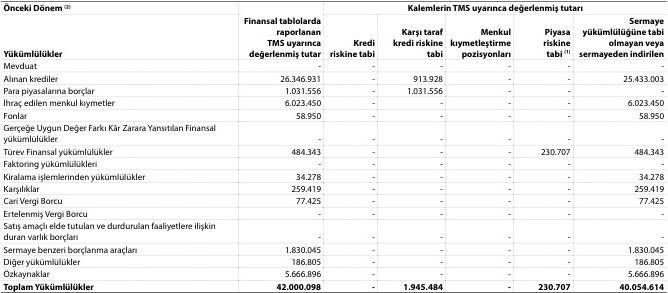 Önceki Dönem (2) Kalemlerin TMS uyarınca değerlenmiş tutarı
Yükümlülükler Finansal tablolarda raporlanan TMS uyarınca değerlenmiş tutar Kredi riskine tabi Karşı taraf kredi riskine tabi Menkul kıymetleştirme pozisyonları Piyasa riskine tabi (1) Sermaye yükümlülüğüne tabi olmayan veya sermayeden indirilen
Mevduat - - - - - -
Alınan krediler 26.346.931 - 913.928 - - 25.433.003
Para piyasalarına borçlar 1.031.556 - 1.031.556 - - -
İhraç edilen menkul kıymetler 6.023.450 - - - - 6.023.450
Fonlar 58.950 - - - - 58.950
Gerçeğe Uygun Değer Farkı Kâr Zarara Yansıtılan Finansal
yükümlülükler - - - - - -
Türev Finansal yükümlülükler 484.343 - - - 230.707 484.343
Faktoring yükümlülükleri - - - - - -
Kiralama işlemlerinden yükümlülükler 34.278 - - - - 34.278
Karşılıklar 259.419 - - - - 259.419
Cari Vergi Borcu 77.425 - - - - 77.425
Ertelenmiş Vergi Borcu - - - - - -
Satış amaçlı elde tutulan ve durdurulan faaliyetlere ilişkin
duran varlık borçları - - - - - -
Sermaye benzeri borçlanma araçları 1.830.045 - - - - 1.830.045
Diğer yükümlülükler 186.805 - - - - 186.805
Özkaynaklar 5.666.896 - - - - 5.666.896
Toplam Yükümlülükler 42.000.098 - 1.945.484 - 230.707 40.054.614